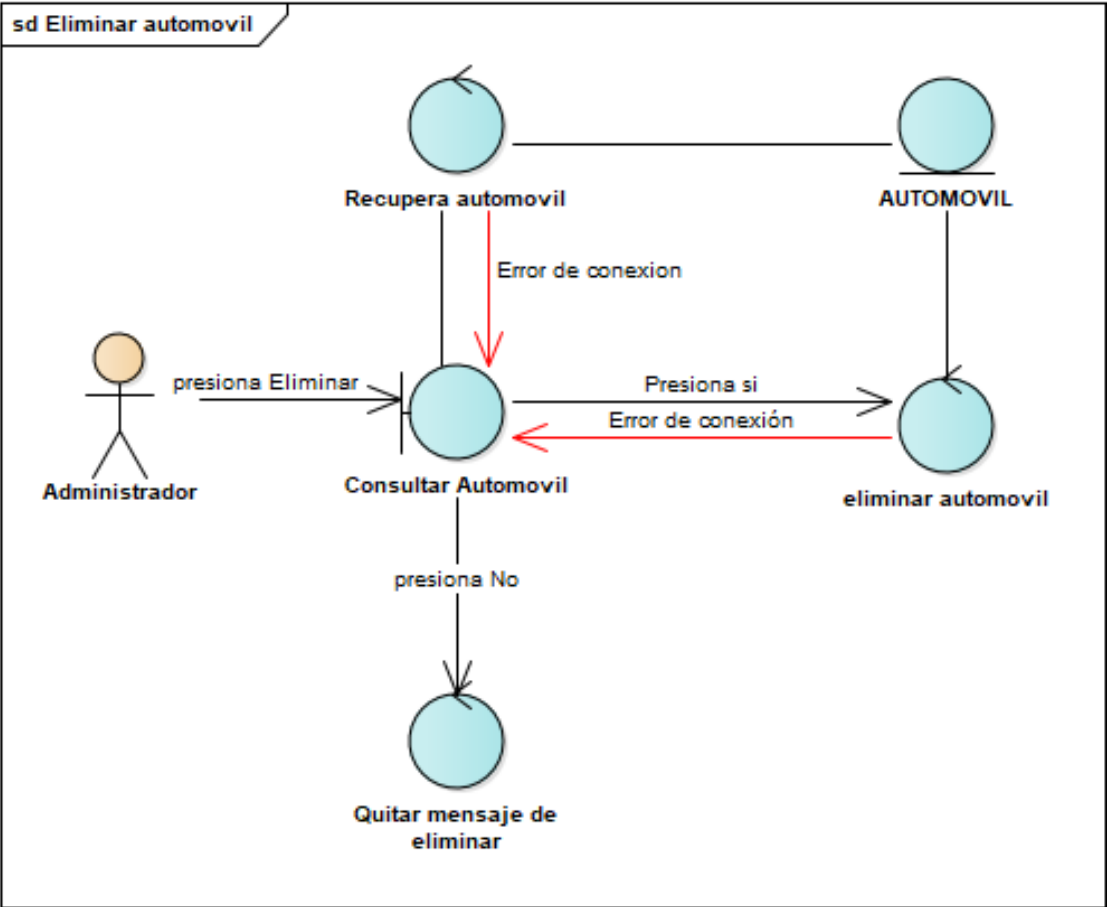 sd Eliminar automovil
Recupera automovil
AUTOMOVIL
Error de conexion
presiona Eliminar
Presiona si
Error de conexión
Administrador
Consultar Automovil
eliminar automovil
presiona No
Quitar mensaje de
eliminar